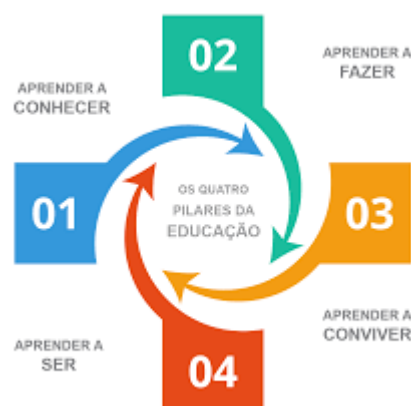 02
APRENDER A
FAZER
APRENDER A
CONHECER
01
OS QUATRO
PILARES DA
EDUCAÇÃO
03
APRENDER A
CONVIVER
APRENDER A
SER
04